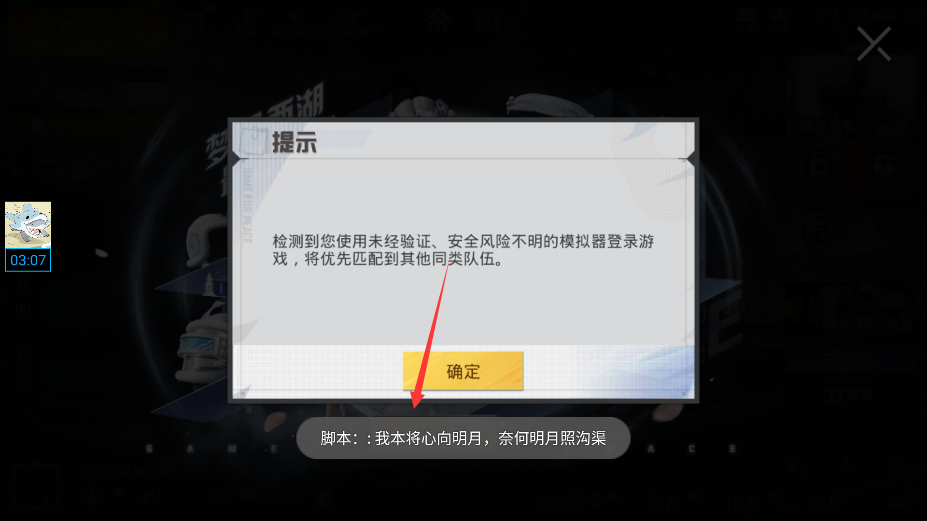 提示
检测到您使用未经验证、安全风险不明的模拟器登录游
戏，将优先匹配到其他同类队伍。
03:07
确定
脚本：: 我本将心向明月，奈何明月照沟渠